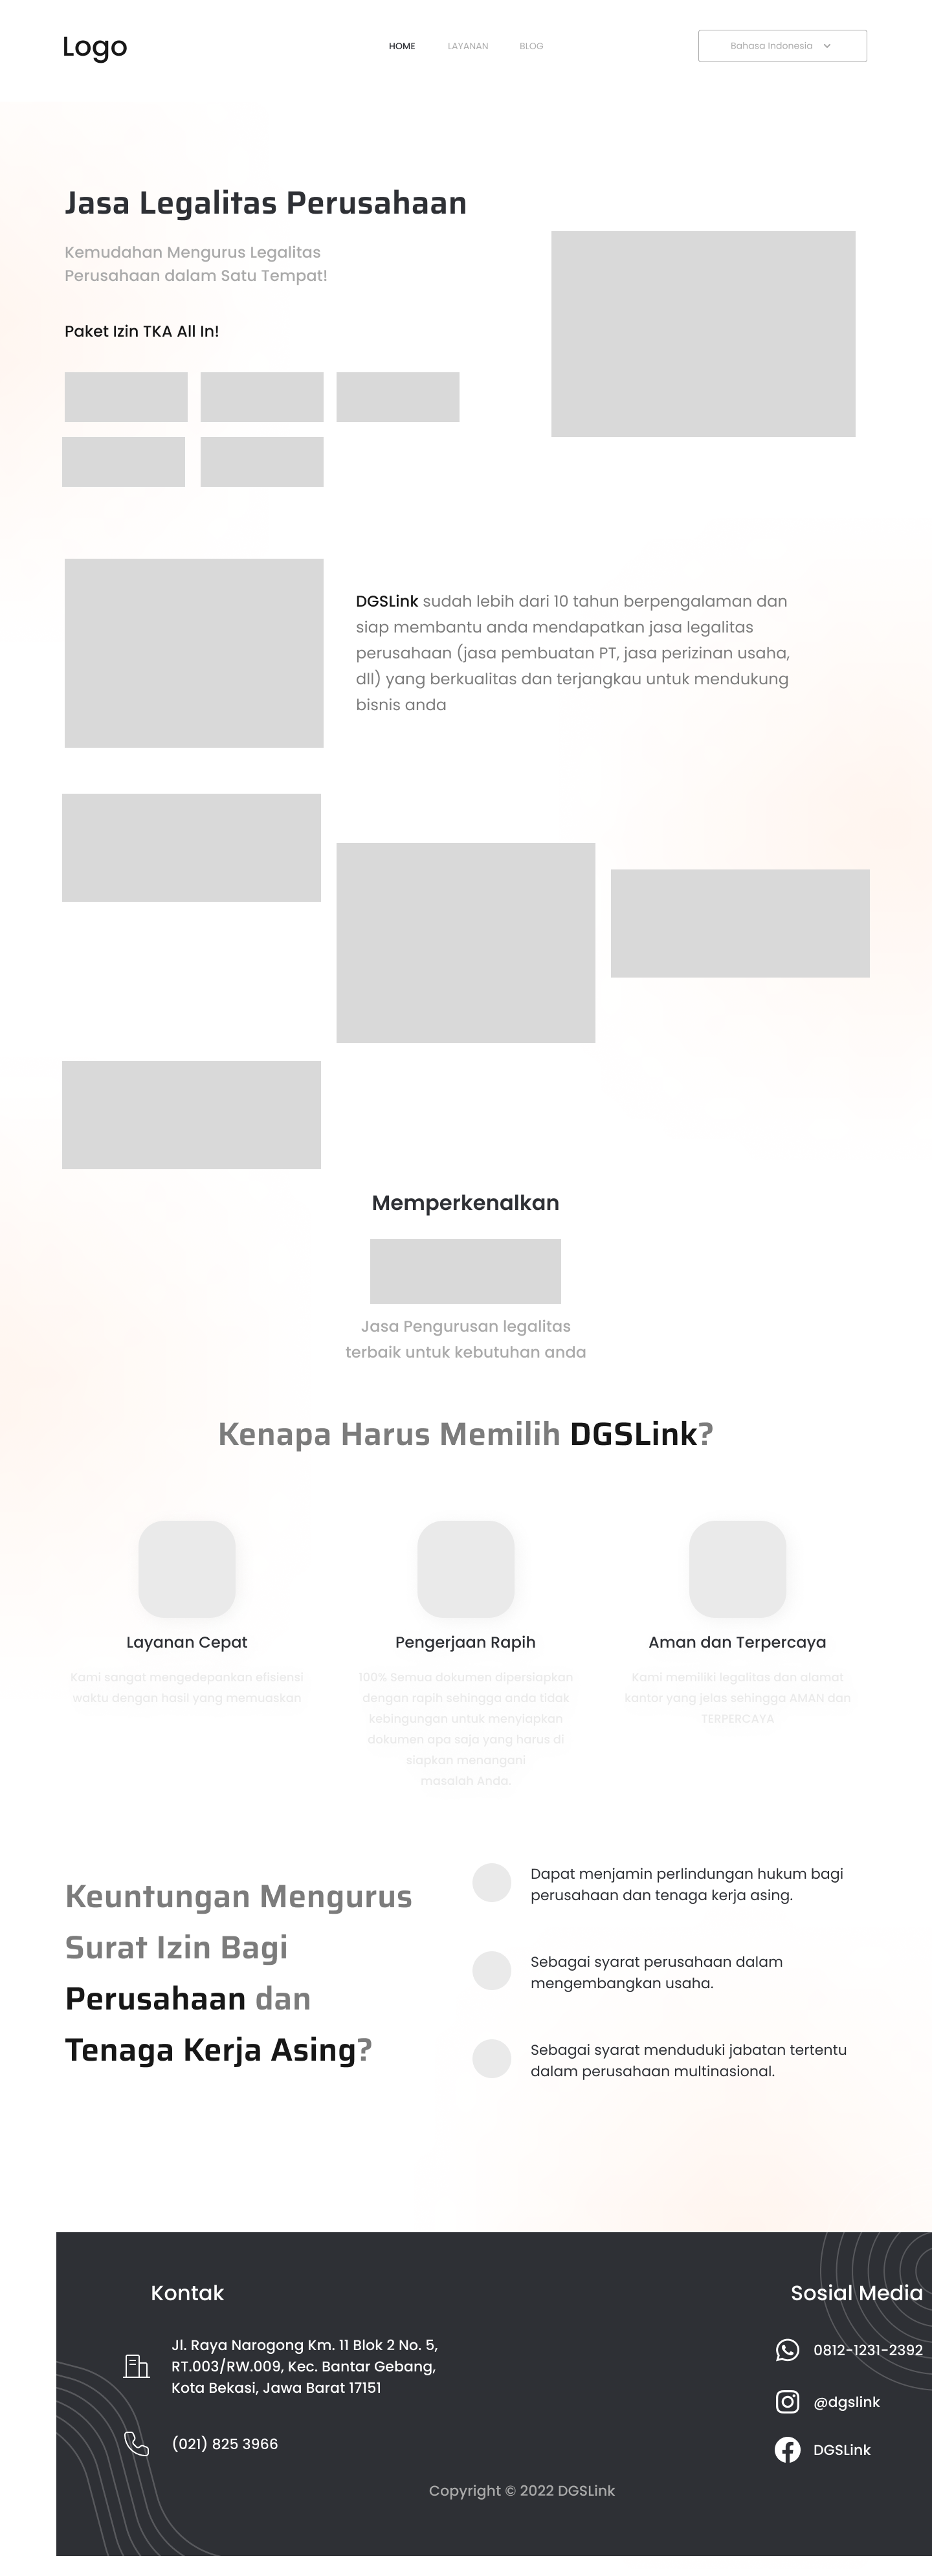 Logo
HOME
LAYANAN
BLOG
Bahasa Indonesia
Jasa Legalitas Perusahaan
Kemudahan Mengurus Legalitas
Perusahaan dalam Satu Tempat!
Paket Izin TKA All In!
DGSLink sudah lebih dari 10 tahun berpengalaman dan
siap membantu anda mendapatkan jasa legalitas
perusahaan (jasa pembuatan PT, jasa perizinan usaha,
dll) yang berkualitas dan terjangkau untuk mendukung
bisnis anda
Memperkenalkan
Jasa Pengurusan legalitas
terbaik untuk kebutuhan anda
Kenapa Harus Memilih DGSLink?
Layanan Cepat
Kami sangat mengedepankan efisiensi
waktu dengan hasil yang memuaskan
Pengerjaan Rapih
100% Semua dokumen dipersiapkan
dengan rapih sehingga anda tidak
kebingungan untuk menyiapkan
dokumen apa saja yang harus di
siapkan menangani
masalah Anda.
Aman dan Terpercaya
Kami memiliki legalitas dan alamat
kantor yang jelas sehingga AMAN dan
TERPERCAYA
Keuntungan Mengurus
Surat Izin Bagi
Perusahaan dan
Tenaga Kerja Asing?
Dapat menjamin perlindungan hukum bagi
perusahaan dan tenaga kerja asing.
Sebagai syarat perusahaan dalam
mengembangkan usaha.
Sebagai syarat menduduki jabatan tertentu
dalam perusahaan multinasional.
Kontak
Jl. Raya Narogong Km. 11 Blok 2 No. 5,
RT.003/RW.009, Kec. Bantar Gebang,
Kota Bekasi, Jawa Barat 17151
(021) 825 3966
Sosial Media
0812-1231-2392
@dgslink
DGSLink
Copyright © 2022 DGSLink